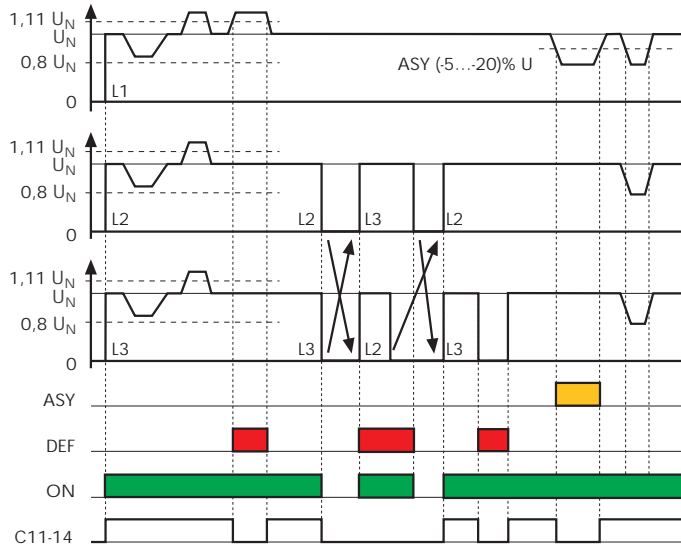 1,11 U_N
U_N
0,8 U_N
ASY (-5...-20)% U
0
L1
1,11 U_N
U_N
0,8 U_N
L2 L2 L3 L2
0
1,11 U_N
U_N
0,8 U_N
L3 L3 L2 L3
0
ASY
DEF
ON
C11-14